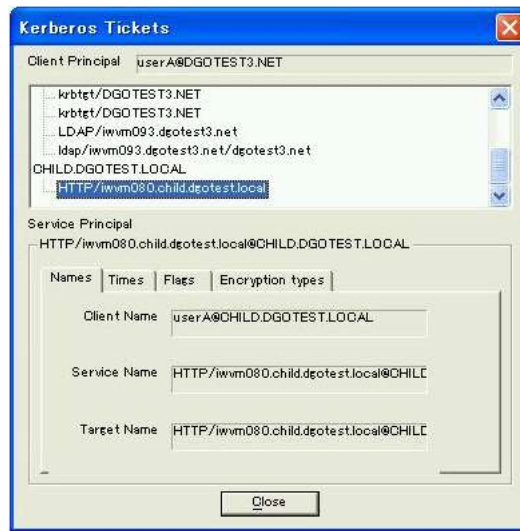 Kerberos Tickets
Client Principal userA@DGOTEST3.NET
krbtgt/DGOTEST3.NET
krbtgt/DGOTEST3.NET
LDAP/iwvm093.dgotest3.net
ldap/iwvm093.dgotest3.net/dgotest3.net
CHILD.DGOTEST.LOCAL
HTTP/iwvm080.child.dgotest.local
Service Principal
HTTP/iwvm080.child.dgotest.local@CHILD.DGOTEST.LOCAL
Names Times Flags Encryption types
Client Name userA@CHILD.DGOTEST.LOCAL
Service Name HTTP/iwvm080.child.dgotest.local@CHILD
Target Name HTTP/iwvm080.child.dgotest.local@CHILD
Close